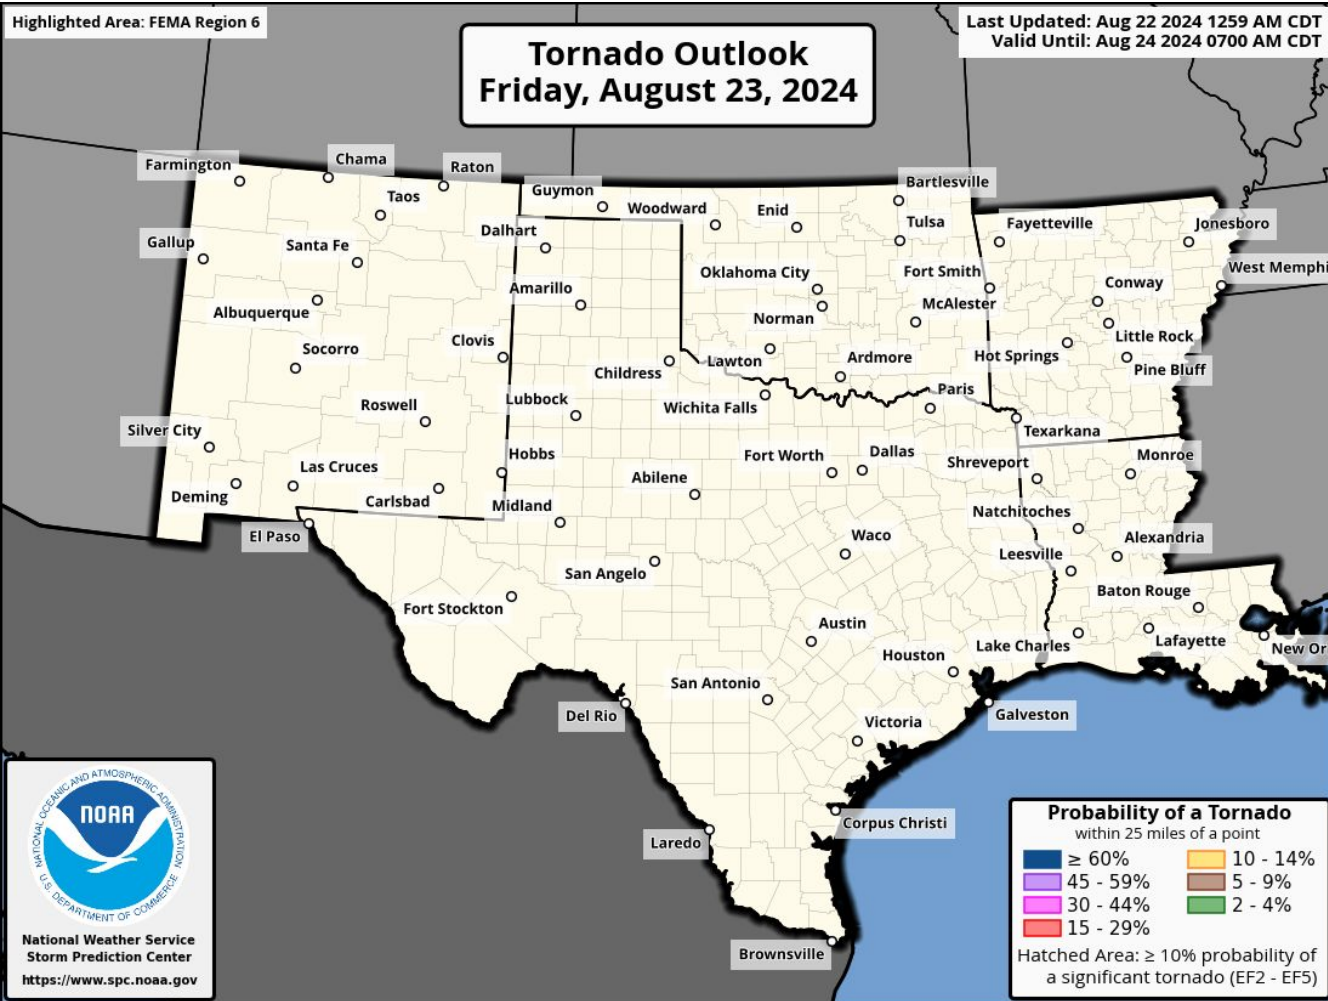 Highlighted Area: FEMA Region 6
Last Updated: Aug 22 2024 1259 AM CDT
Valid Until: Aug 24 2024 0700 AM CDT
Tornado Outlook
Friday, August 23, 2024
Farmington
Chama
Raton
Taos
Guymon
Woodward
Enid
Bartlesville
Tulsa
Fayetteville
Jonesboro
Gallup
Santa Fe
Dalhart
Oklahoma City
Fort Smith
West Memphi
Amarillo
Conway
Albuquerque
Norman
McAlester
Little Rock
Socorro
Clovis
Childress
Lawton
Ardmore
Hot Springs
Pine Bluff
Roswell
Lubbock
Wichita Falls
Paris
Texarkana
Silver City
Las Cruces
Hobbs
Abilene
Fort Worth
Dallas
Shreveport
Monroe
Deming
Carlsbad
Midland
Natchitoches
El Paso
Waco
Leesville
Alexandria
San Angelo
Fort Stockton
Baton Rouge
Austin
Houston
Lake Charles
Lafayette
New Or
San Antonio
Del Rio
Victoria
Galveston
Laredo
Corpus Christi
Brownsville
NATIONAL OCEANIC AND ATMOSPHERIC ADMINISTRATION
NOAA
U.S. DEPARTMENT OF COMMERCE
National Weather Service
Storm Prediction Center
https://www.spc.noaa.gov
Probability of a Tornado
within 25 miles of a point
≥ 60%
45 - 59%
30 - 44%
15 - 29%
10 - 14%
5 - 9%
2 - 4%
Hatched Area: ≥ 10% probability of
a significant tornado (EF2 - EF5)